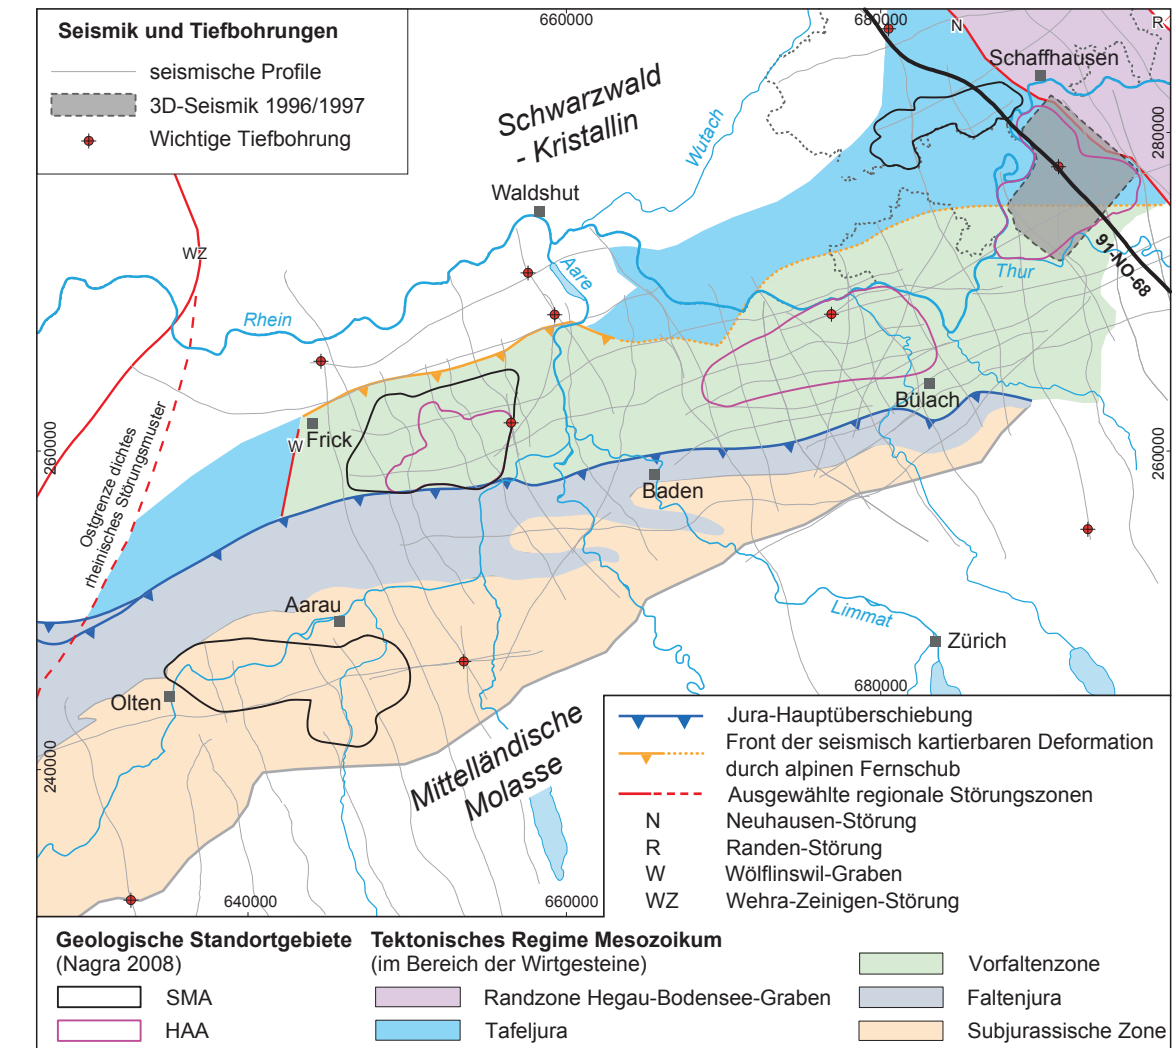 Seismik und Tiefbohrungen
seismische Profile
3D-Seismik 1996/1997
Wichtige Tiefbohrung
660000
680000
N
R
Schaffhausen
Schwarzwald
- Kristallin
Wutach
280000
Waldshut
WZ
Aare
Thur
91-NO-68
Rhein
Bülach
260000
W
Frick
260000
Baden
Ostgrenze dichtes
rheinisches Störungsmuster
Aarau
Limmat
Zürich
Olten
680000
240000
Mittelländische
Molasse
640000
660000
Jura-Hauptüberschiebung
Front der seismisch kartierbaren Deformation
durch alpinen Fernschub
Ausgewählte regionale Störungszonen
N Neuhausen-Störung
R Randen-Störung
W Wölflinswil-Graben
WZ Wehra-Zeinigen-Störung
Geologische Standortgebiete
(Nagra 2008)
SMA
HAA
Tektonisches Regime Mesozoikum
(im Bereich der Wirtgesteine)
Randzone Hegau-Bodensee-Graben
Tafeljura
Vorfaltenzone
Faltenjura
Subjurassische Zone